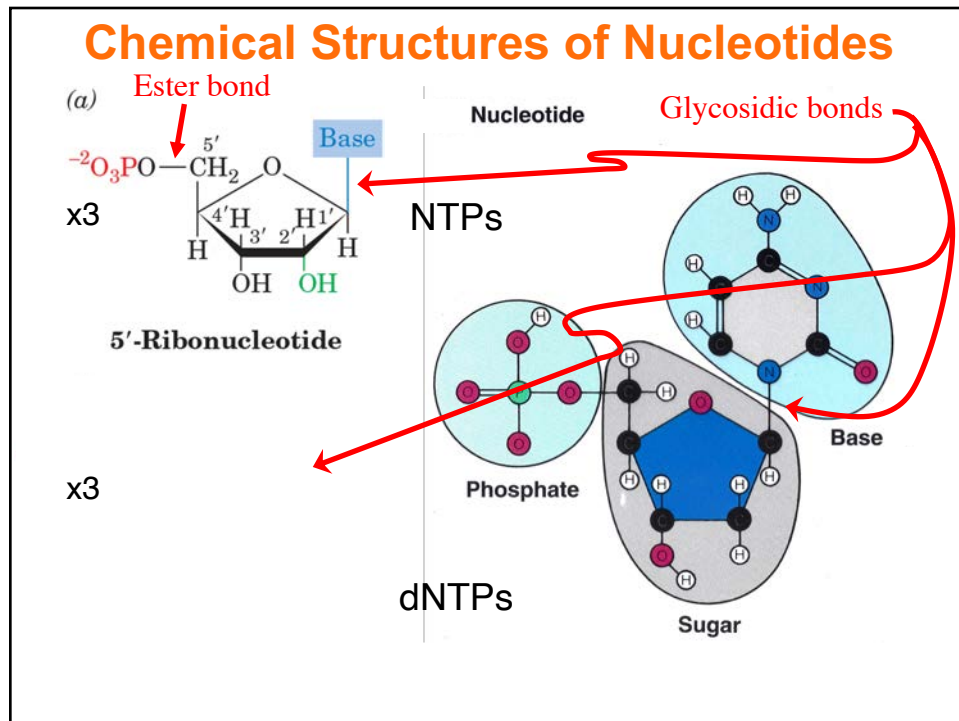 Chemical Structures of Nucleotides
(a)
Ester bond
Nucleotide
Glycosidic bonds
Base
⁻²O₃PO
5′
CH₂
O
x3
4′
H
H
1′
3′
2′
H
H
OH
OH
NTPs
5′-Ribonucleotide
H
H
N
C
H
C
N
H
C
C
O
N
Base
H
O
O
P
O
O
Phosphate
H
C
H
O
C
C
H
H
H
H
C
C
O
H
H
Sugar
x3
dNTPs